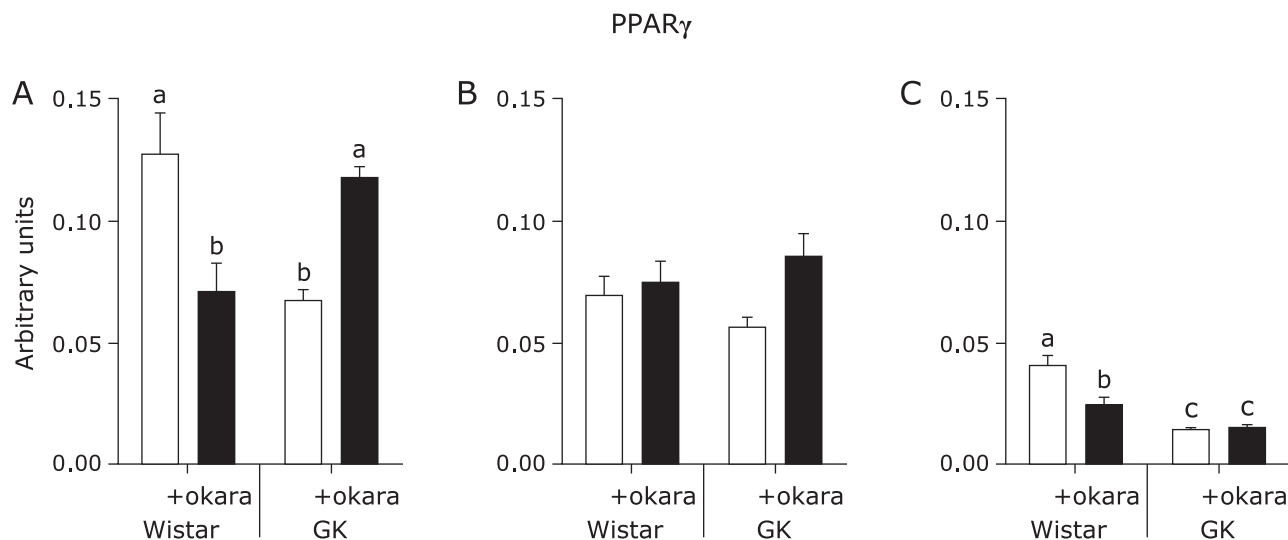 PPARγ
A
Arbitrary units
0.15
0.10
0.05
0.00
a
b
b
a
+okara
+okara
Wistar
GK
B
0.15
0.10
0.05
0.00
+okara
+okara
Wistar
GK
C
0.15
0.10
0.05
0.00
a
b
c
c
+okara
+okara
Wistar
GK